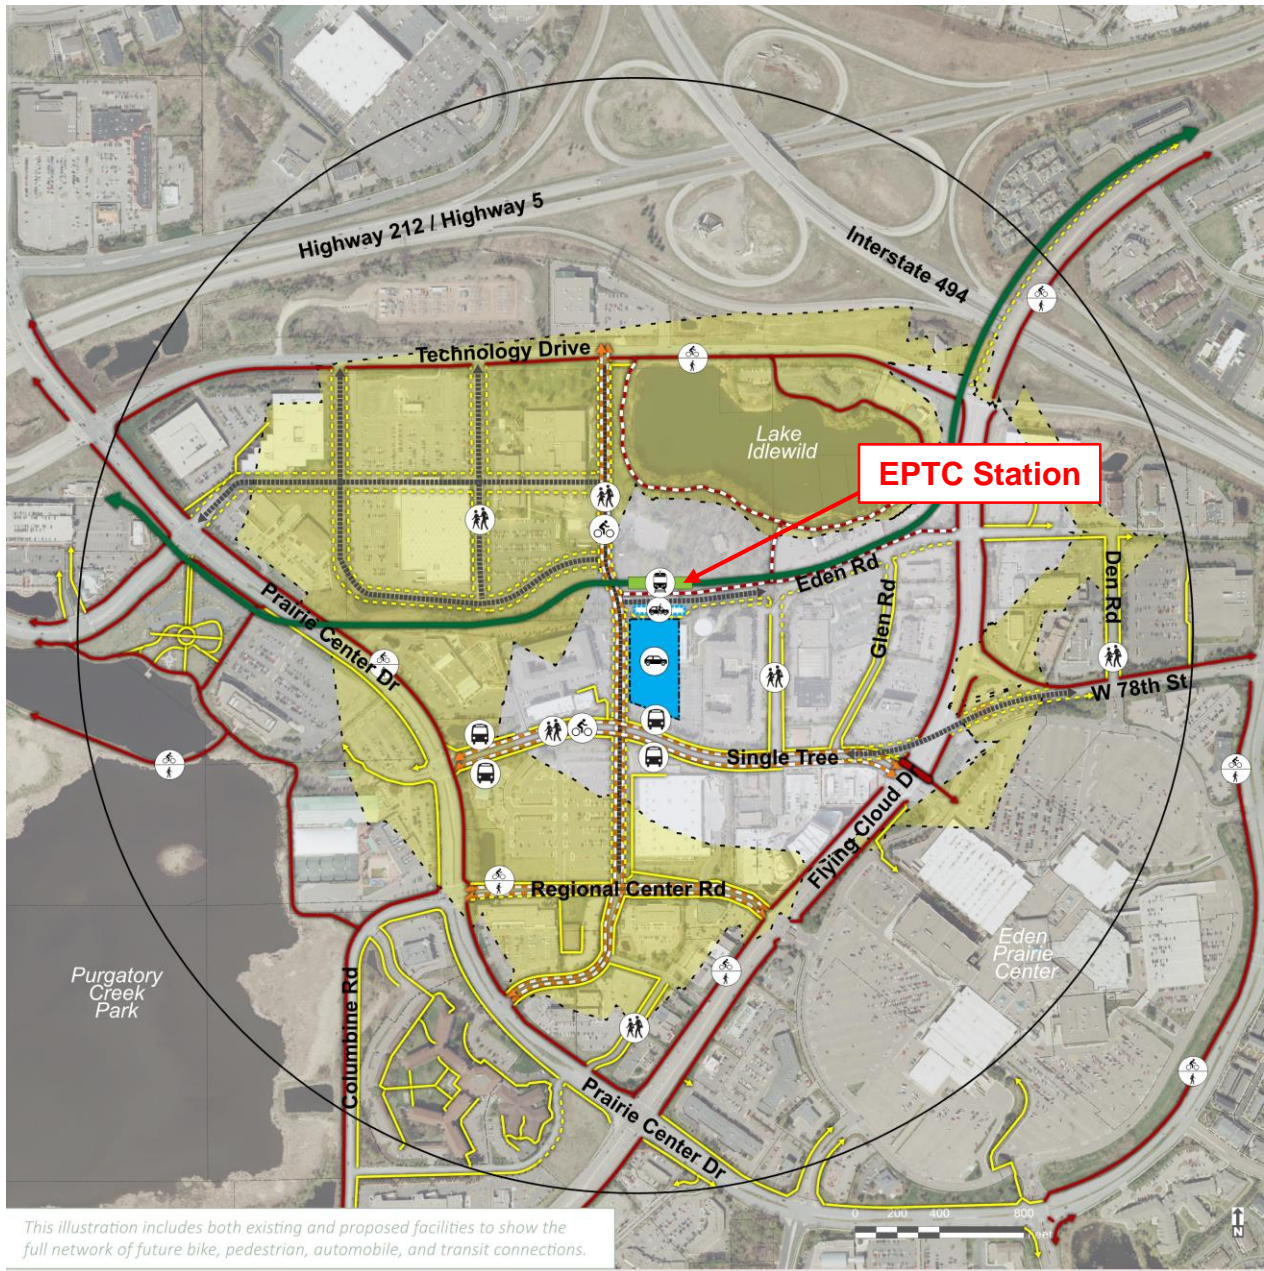 Highway 212 / Highway 5
Interstate 494
Technology Drive
Lake
Idlewild
EPTC Station
Eden Rd
Glen Rd
Den Rd
Prairie Center Dr
W 78th St
Single Tree
Flying Cloud Dr
Regional Center Rd
Eden
Prairie
Center
Purgatory
Creek
Park
Columbine Rd
Prairie Center Dr
This illustration includes both existing and proposed facilities to show the
full network of future bike, pedestrian, automobile, and transit connections.
0 200 400 800
N